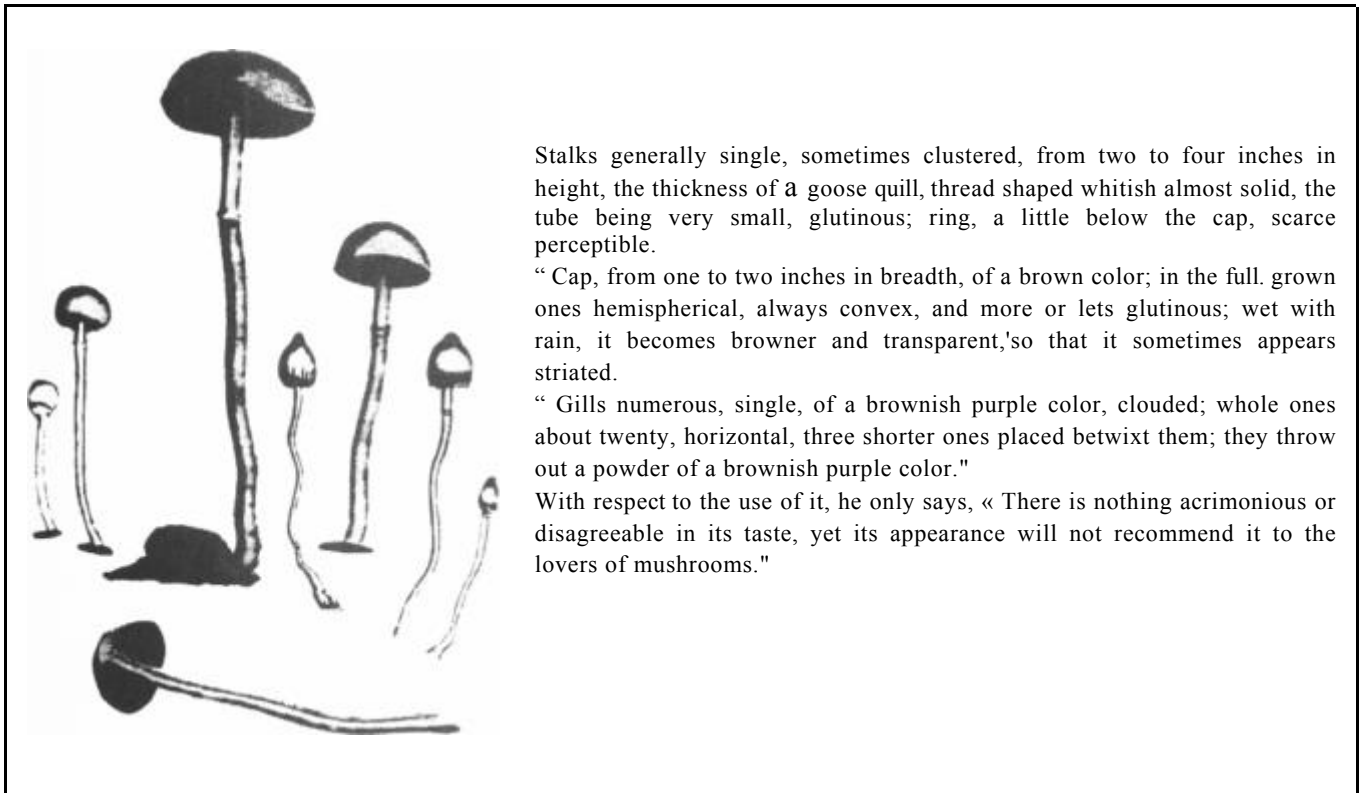 Stalks generally single, sometimes clustered, from two to four inches in
height, the thickness of a goose quill, thread shaped whitish almost solid, the
tube being very small, glutinous; ring, a little below the cap, scarce
perceptible.
“ Cap, from one to two inches in breadth, of a brown color; in the full. grown
ones hemispherical, always convex, and more or lets glutinous; wet with
rain, it becomes browner and transparent,'so that it sometimes appears
striated.
“ Gills numerous, single, of a brownish purple color, clouded; whole ones
about twenty, horizontal, three shorter ones placed betwixt them; they throw
out a powder of a brownish purple color."
With respect to the use of it, he only says, « There is nothing acrimonious or
disagreeable in its taste, yet its appearance will not recommend it to the
lovers of mushrooms."